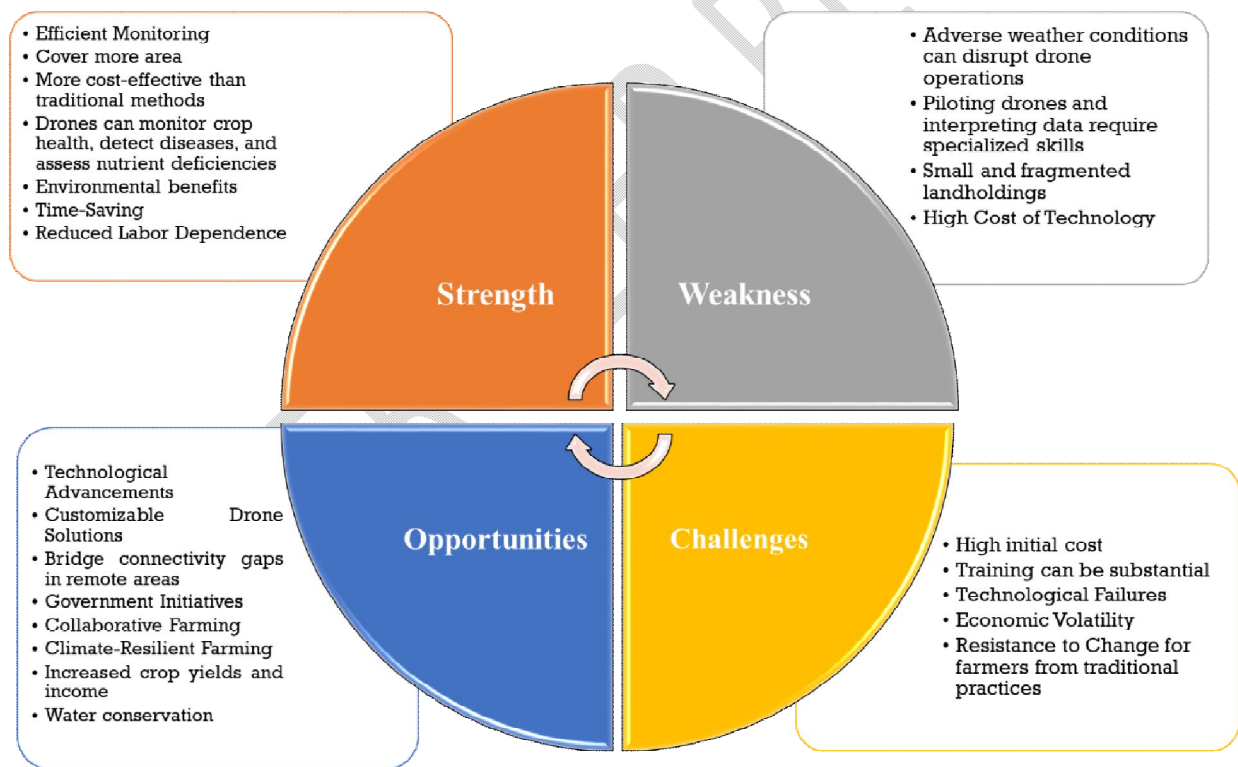 • Efficient Monitoring
• Cover more area
• More cost-effective than
traditional methods
• Drones can monitor crop
health, detect diseases, and
assess nutrient deficiencies
• Environmental benefits
• Time-Saving
• Reduced Labor Dependence
• Adverse weather conditions
can disrupt drone
operations
• Piloting drones and
interpreting data require
specialized skills
• Small and fragmented
landholdings
• High Cost of Technology
Strength
Weakness
• Technological
Advancements
• Customizable Drone
Solutions
• Bridge connectivity gaps
in remote areas
• Government Initiatives
• Collaborative Farming
• Climate-Resilient Farming
• Increased crop yields and
income
• Water conservation
Opportunities
Challenges
• High initial cost
• Training can be substantial
• Technological Failures
• Economic Volatility
• Resistance to Change for
farmers from traditional
practices